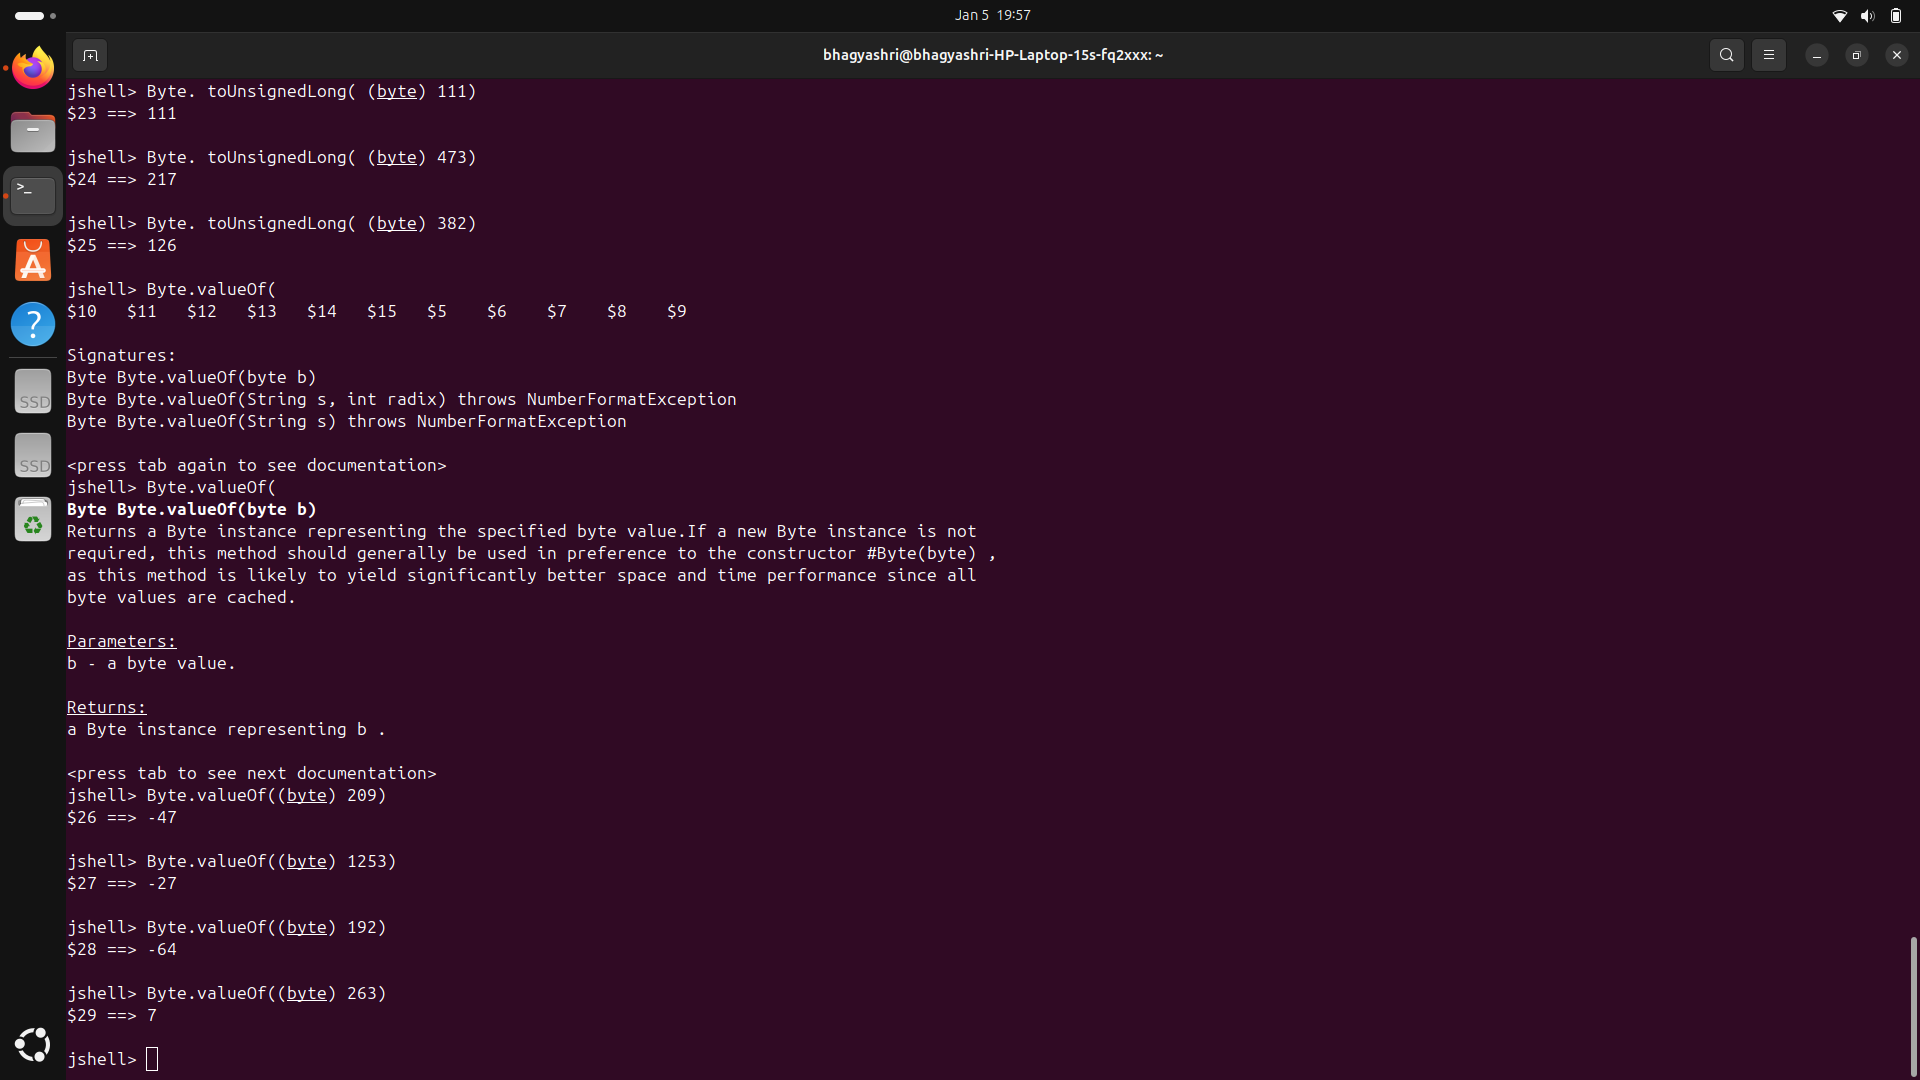 Jan 5 19:57
bhagyashri@bhagyashri-HP-Laptop-15s-fq2xxx: ~
jshell> Byte. toUnsignedLong( (byte) 111)
$23 ==> 111
jshell> Byte. toUnsignedLong( (byte) 473)
$24 ==> 217
jshell> Byte. toUnsignedLong( (byte) 382)
$25 ==> 126
jshell> Byte.valueOf(
$10   $11   $12   $13   $14   $15   $5    $6    $7    $8    $9
Signatures:
Byte Byte.valueOf(byte b)
Byte Byte.valueOf(String s, int radix) throws NumberFormatException
Byte Byte.valueOf(String s) throws NumberFormatException
<press tab again to see documentation>
jshell> Byte.valueOf(
Byte Byte.valueOf(byte b)
Returns a Byte instance representing the specified byte value.If a new Byte instance is not
required, this method should generally be used in preference to the constructor #Byte(byte) ,
as this method is likely to yield significantly better space and time performance since all
byte values are cached.
Parameters:
b - a byte value.
Returns:
a Byte instance representing b .
<press tab to see next documentation>
jshell> Byte.valueOf((byte) 209)
$26 ==> -47
jshell> Byte.valueOf((byte) 1253)
$27 ==> -27
jshell> Byte.valueOf((byte) 192)
$28 ==> -64
jshell> Byte.valueOf((byte) 263)
$29 ==> 7
jshell>
>_
A
?
SSD
SSD